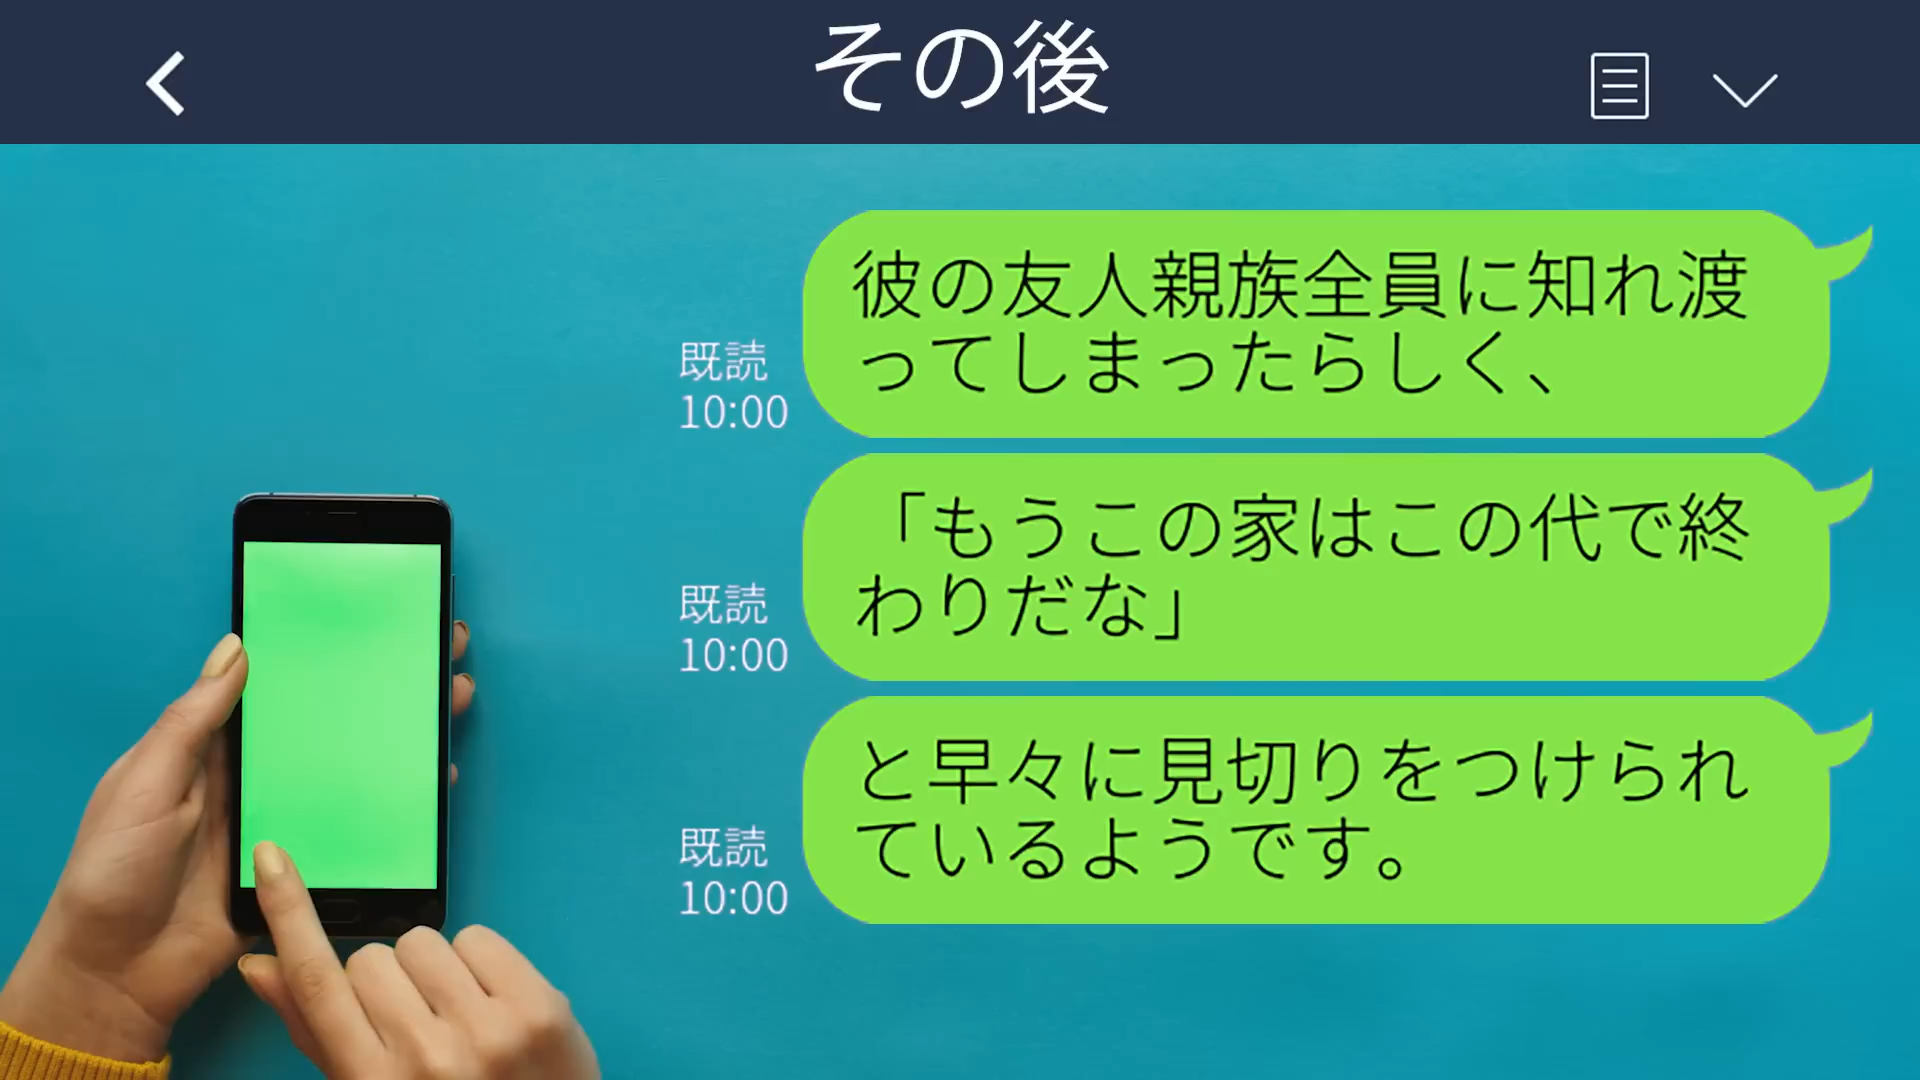 その後
彼の友人親族全員に知れ渡
ってしまったらしく、
既読
10:00
「もうこの家はこの代で終
わりだな」
既読
10:00
と早々に見切りをつけられ
ているようです。
既読
10:00